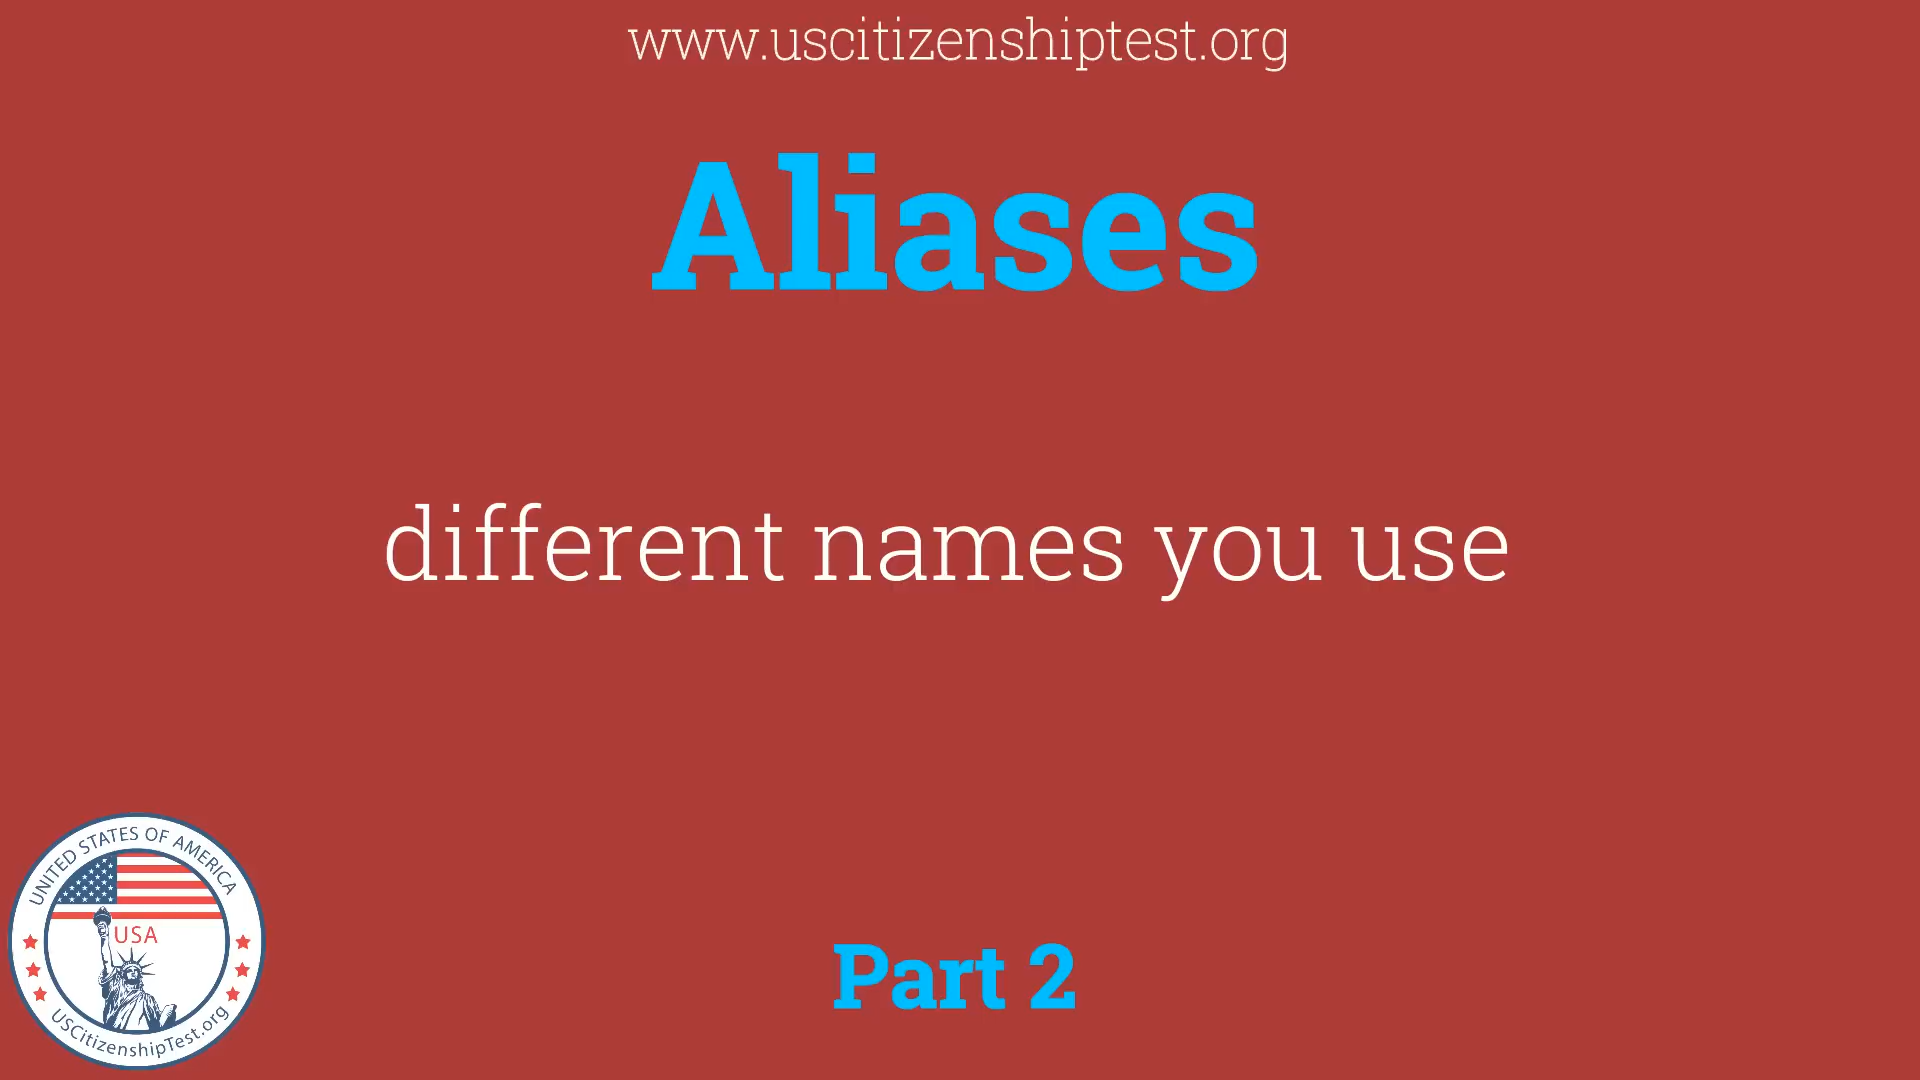 www.uscitizenshiptest.org
Aliases
different names you use
UNITED STATES OF AMERICA
USA
USCitizenshipTest.org
Part 2